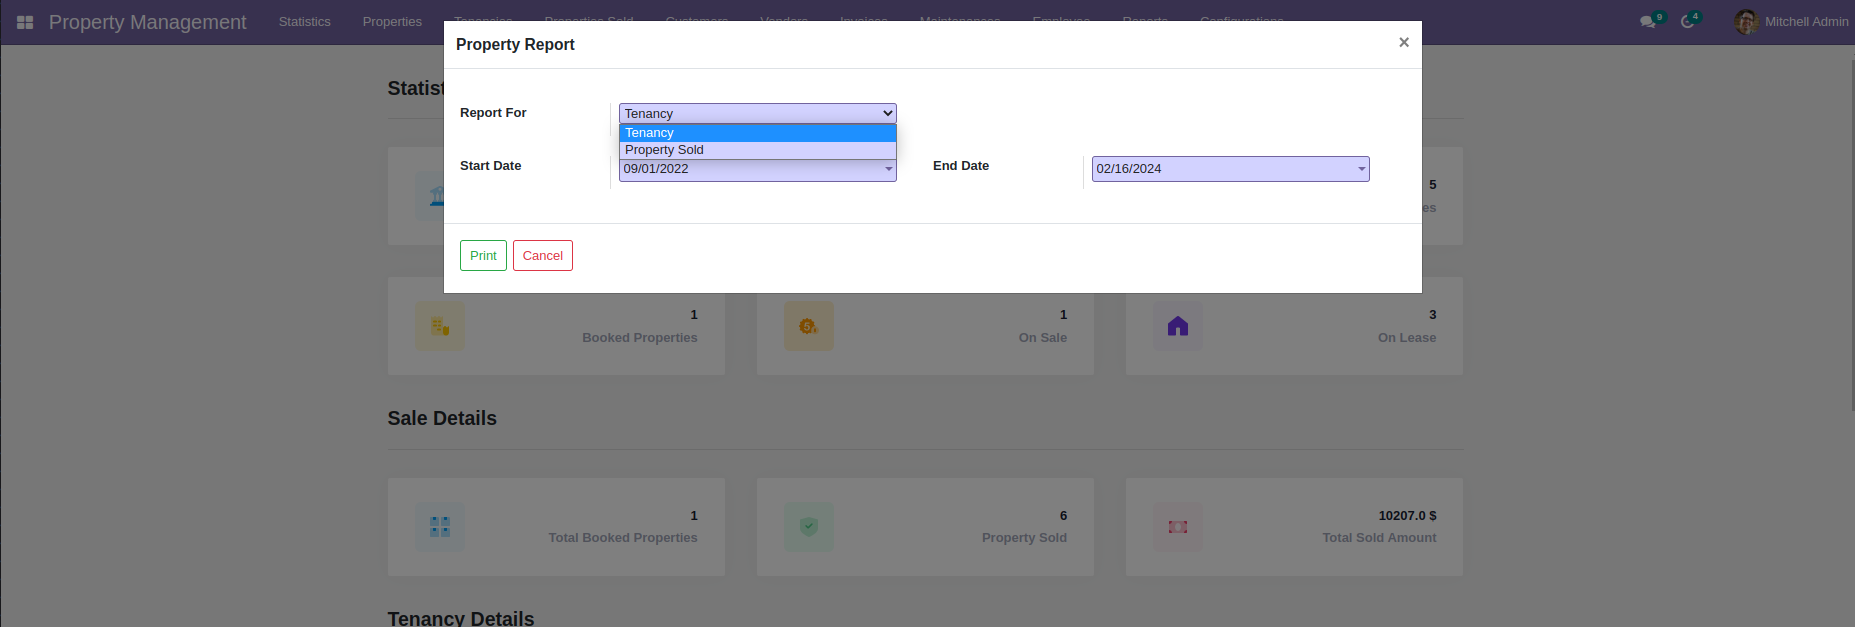 Property Management
Statistics
Properties
Tenancies
Properties Sold
Customers
Vendors
Invoices
Maintenances
Employee
Reports
Configurations
9
4
Mitchell Admin
Property Report
×
Statist
Report For
Tenancy
Tenancy
Property Sold
Start Date
09/01/2022
End Date
02/16/2024
5
es
Print
Cancel
1
Booked Properties
1
On Sale
3
On Lease
Sale Details
1
Total Booked Properties
6
Property Sold
10207.0 $
Total Sold Amount
Tenancy Details